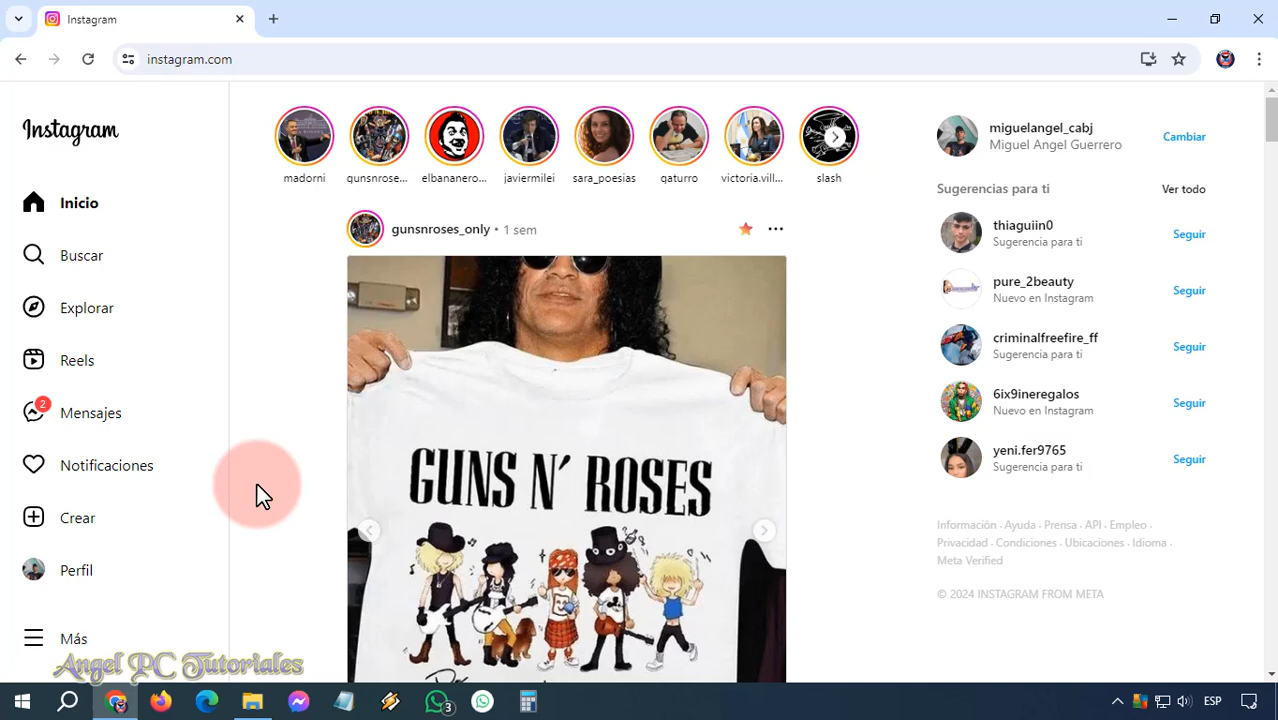 Instagram
instagram.com
Instagram
Inicio
Buscar
Explorar
Reels
2
Mensajes
Notificaciones
Crear
Perfil
Más
madorni
gunsnrose...
elbananero...
javiermilei
sara_poesias
gaturro
victoria.vill...
slash
gunsnroses_only • 1 sem
GUNS N' ROSES
miguelangel_cabj
Miguel Angel Guerrero
Cambiar
Sugerencias para ti
Ver todo
thiaguiin0
Sugerencia para ti
Seguir
pure_2beauty
Nuevo en Instagram
Seguir
criminalfreefire_ff
Sugerencia para ti
Seguir
6ix9ineregalos
Nuevo en Instagram
Seguir
yeni.fer9765
Sugerencia para ti
Seguir
Información · Ayuda · Prensa · API · Empleo ·
Privacidad · Condiciones · Ubicaciones · Idioma ·
Meta Verified
© 2024 INSTAGRAM FROM META
Angel PC Tutoriales
3
ESP